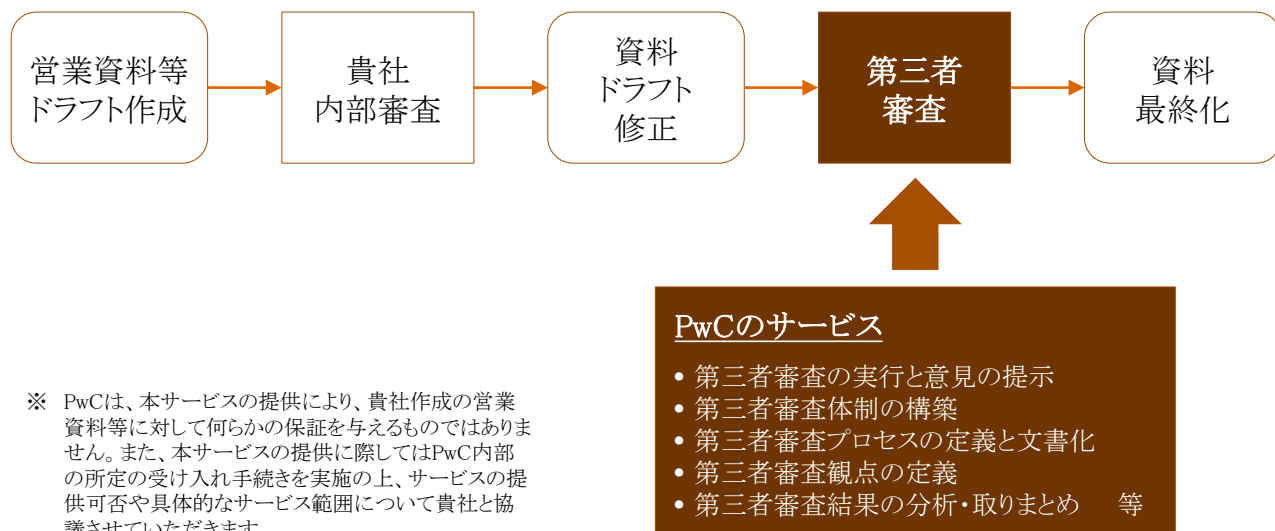 営業資料等
ドラフト作成
貴社
内部審査
資料
ドラフト
修正
第三者
審査
資料
最終化
PwCのサービス
• 第三者審査の実行と意見の提示
• 第三者審査体制の構築
• 第三者審査プロセスの定義と文書化
• 第三者審査観点の定義
• 第三者審査結果の分析・取りまとめ 等
※ PwCは、本サービスの提供により、貴社作成の営業
資料等に対して何らかの保証を与えるものではありま
せん。また、本サービスの提供に際してはPwC内部
の所定の受け入れ手続きを実施の上、サービスの提
供可否や具体的なサービス範囲について貴社と協
議させていただきます。